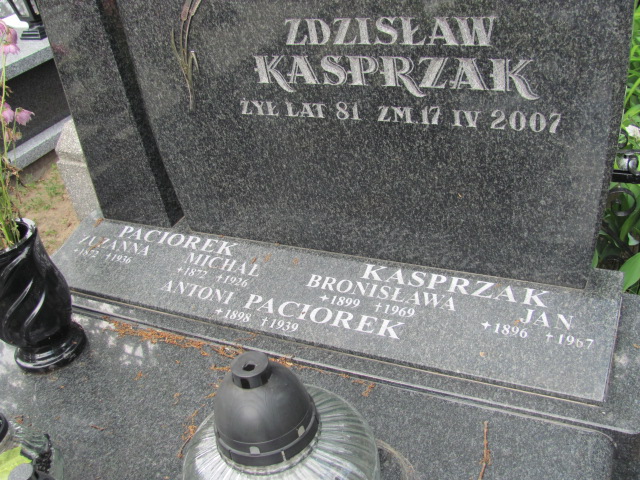 ZDZISŁAW
KASPRZAK
ŻYŁ LAT 81 ZM.17 IV 2007
PACIOREK
ZUZANNA MICHAŁ
*1872 †1936 *1872 †1926
ANTONI PACIOREK
*1898 †1939
KASPRZAK
BRONISŁAWA JAN
*1899 †1969 *1896 †1967